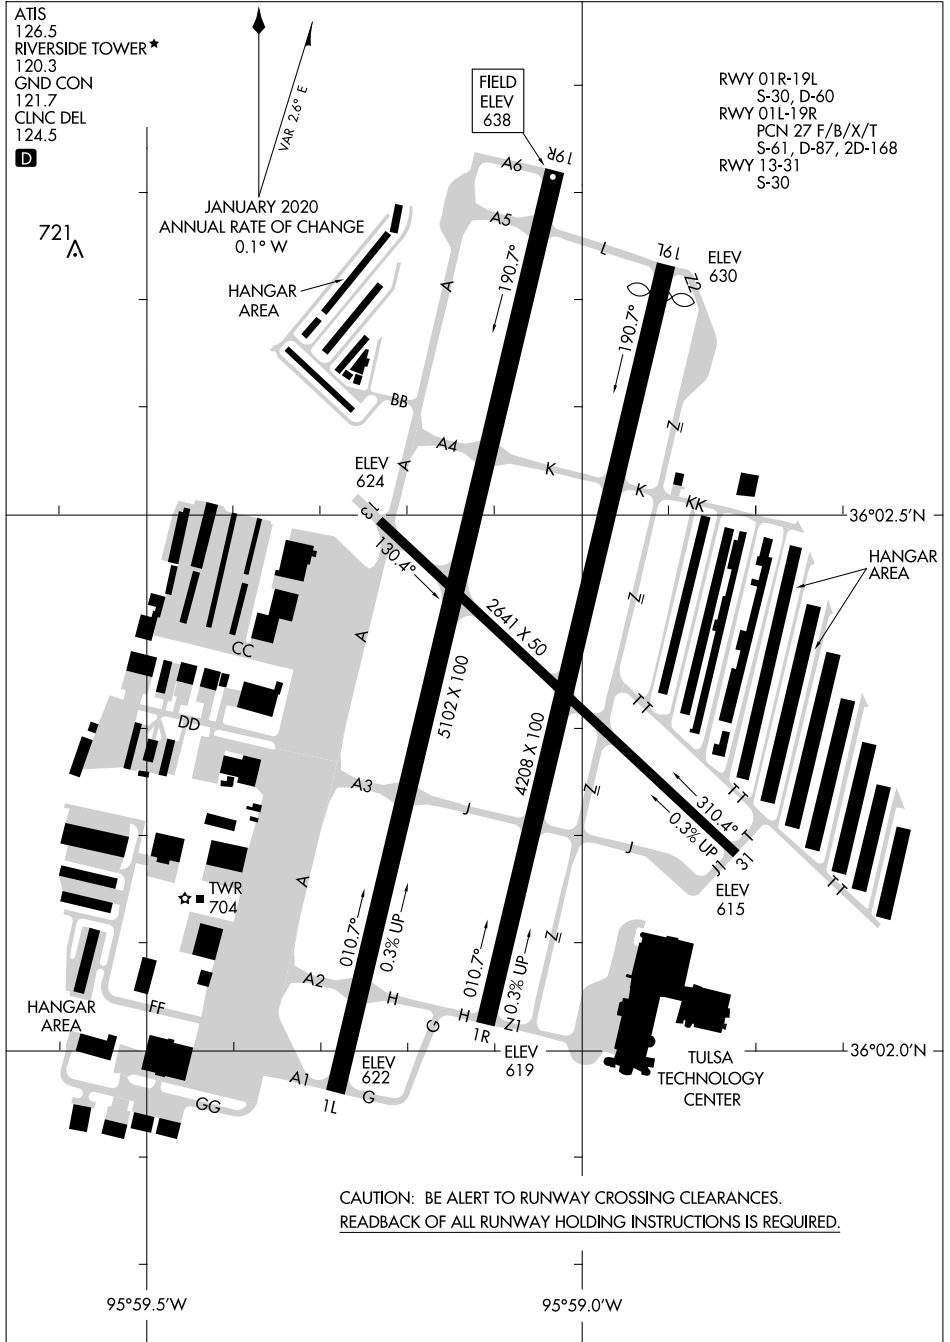 ATIS
126.5
RIVERSIDE TOWER★
120.3
GND CON
121.7
CLNC DEL
124.5
D
VAR 2.6° E
JANUARY 2020
ANNUAL RATE OF CHANGE
0.1° W
FIELD
ELEV
638
RWY 01R-19L
S-30, D-60
RWY 01L-19R
PCN 27 F/B/X/T
S-61, D-87, 2D-168
RWY 13-31
S-30
721
HANGAR
AREA
A6
19R
A5
L
19L
Z2
ELEV
630
A
190.7°
190.7°
BB
A4
K
Z
K
KK
A
ELEV
624
13
130.4°
36°02.5'N
HANGAR
AREA
2641 X 50
Z
A
CC
DD
5102 X 100
4208 X 100
TT
A3
J
Z
TT
310.4°
0.3% UP
T
J
J1
31
ELEV
615
TT
A
TWR
704
010.7°
0.3% UP
010.7°
0.3% UP
Z
A2
H
G
H
1R
Z1
HANGAR
AREA
FF
ELEV
622
ELEV
619
36°02.0'N
TULSA
TECHNOLOGY
CENTER
GG
A1
1L
G
CAUTION: BE ALERT TO RUNWAY CROSSING CLEARANCES.
READBACK OF ALL RUNWAY HOLDING INSTRUCTIONS IS REQUIRED.
95°59.5'W
95°59.0'W